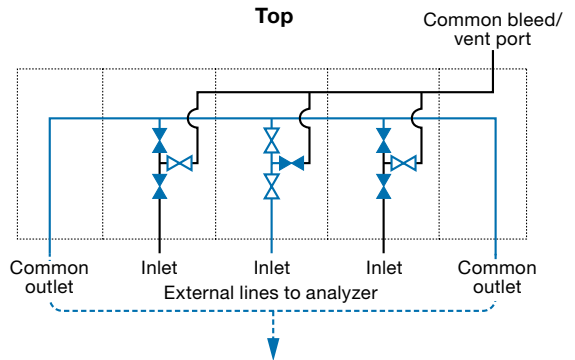 Top
Common bleed/
vent port
Common
outlet
Inlet
Inlet
Inlet
Common
outlet
External lines to analyzer